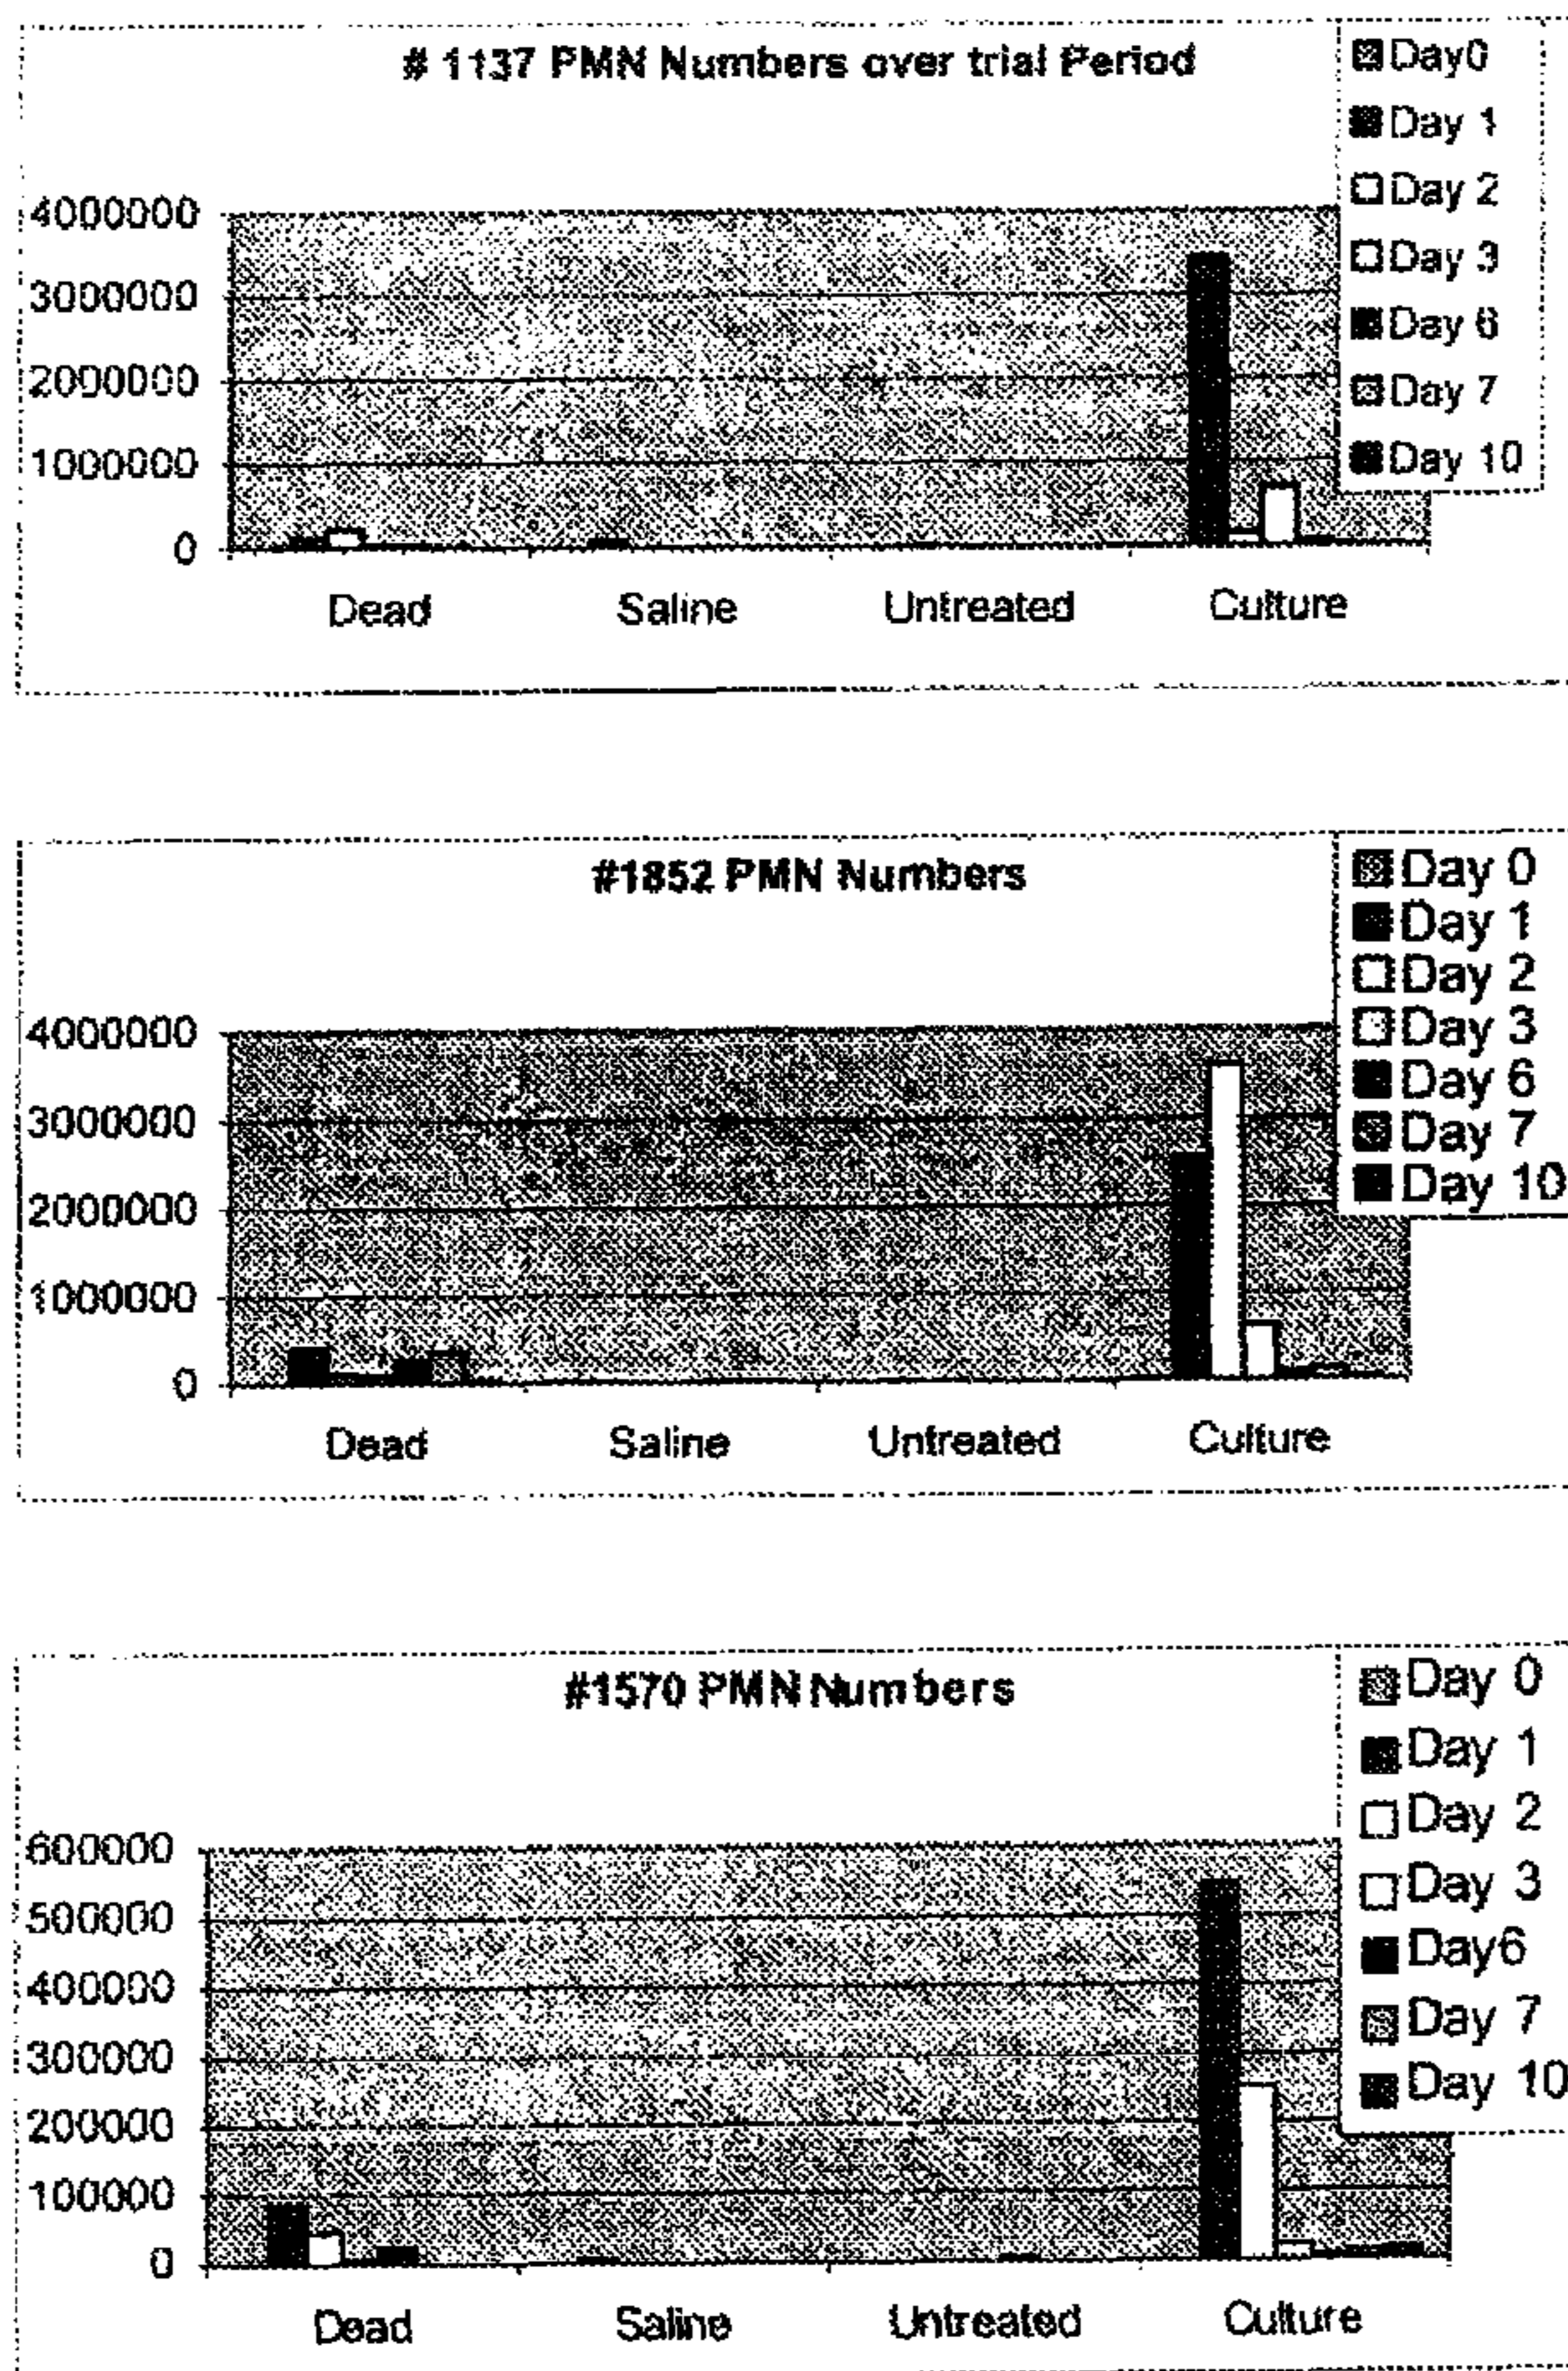 # 1137 PMN Numbers over trial Period
Day0
Day 1
Day 2
Day 3
Day 6
Day 7
Day 10
4000000
3000000
2000000
1000000
0
Dead Saline Untreated Culture
#1852 PMN Numbers
Day 0
Day 1
Day 2
Day 3
Day 6
Day 7
Day 10
4000000
3000000
2000000
1000000
0
Dead Saline Untreated Culture
#1570 PMN Numbers
Day 0
Day 1
Day 2
Day 3
Day6
Day 7
Day 10
600000
500000
400000
300000
200000
100000
0
Dead Saline Untreated Culture